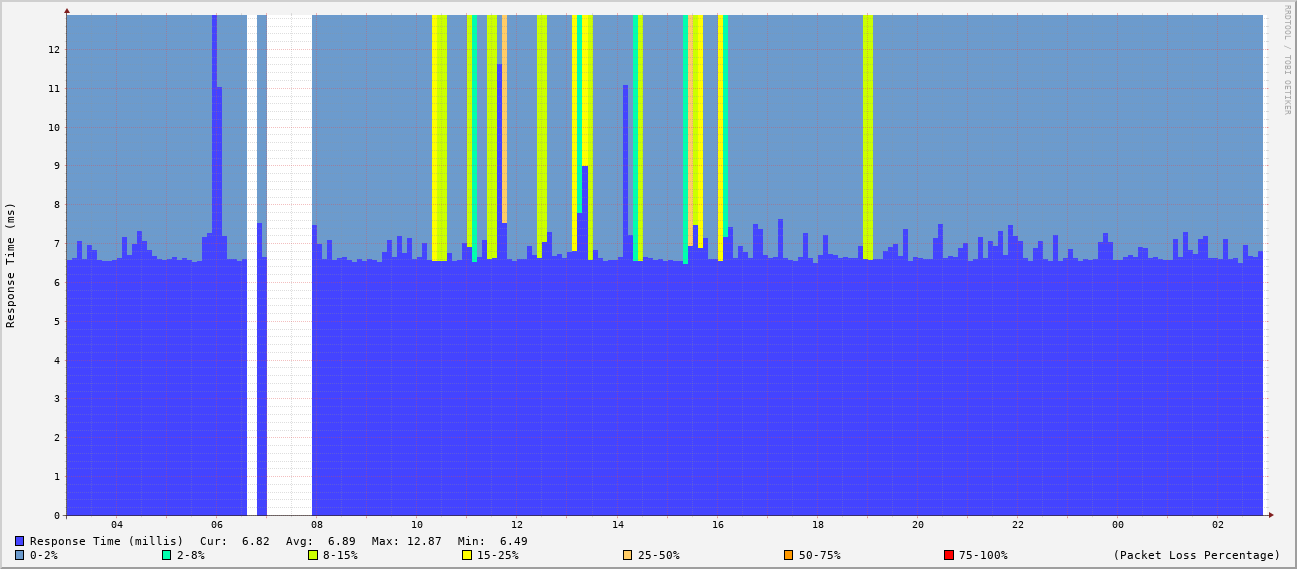 RRDTOOL / TOBI OETIKER
Response Time (ms)
12
11
10
9
8
7
6
5
4
3
2
1
0
04 06 08 10 12 14 16 18 20 22 00 02
Response Time (millis) Cur: 6.82 Avg: 6.89 Max: 12.87 Min: 6.49
0-2% 2-8% 8-15% 15-25% 25-50% 50-75% 75-100% (Packet Loss Percentage)